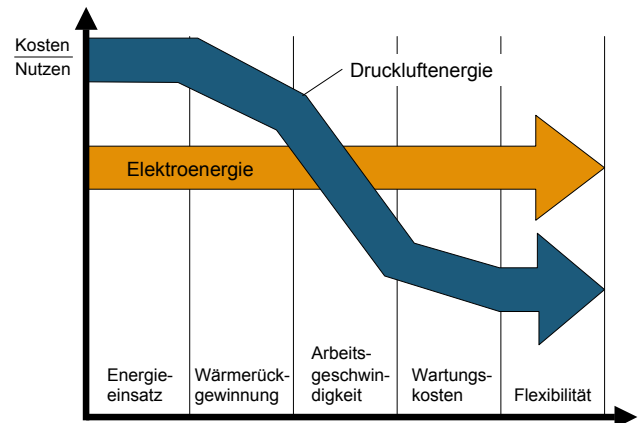 Kosten
Nutzen
Druckluftenergie
Elektroenergie
Energie-
einsatz
Wärmerück-
gewinnung
Arbeits-
geschwin-
digkeit
Wartungs-
kosten
Flexibilität